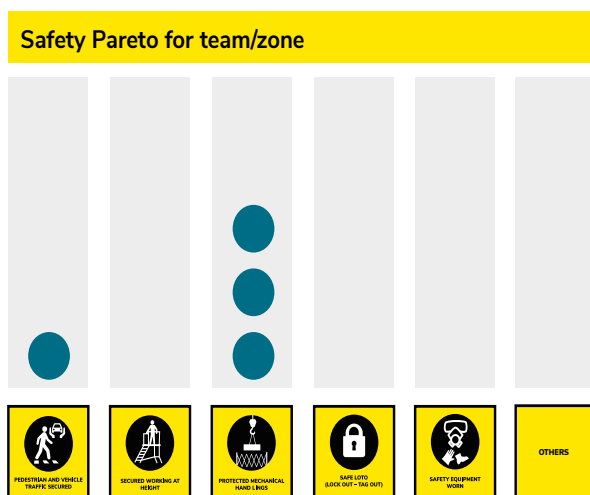 Safety Pareto for team/zone
PEDESTRIAN AND VEHICLE
TRAFFIC SECURED
SECURED WORKING AT
HEIGHT
PROTECTED MECHANICAL
HAND LINGS
SAFE LOTO
(LOCK OUT – TAG OUT)
SAFETY EQUIPMENT
WORN
OTHERS